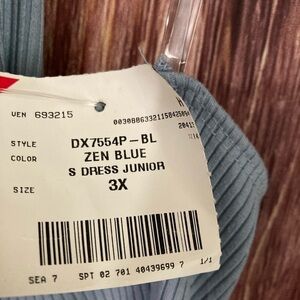 VEN 693215
STYLE DX7554P-BL
COLOR ZEN BLUE
S DRESS JUNIOR
SIZE 3X
SEA 7 SPT 02 701 40439699 7 1/1